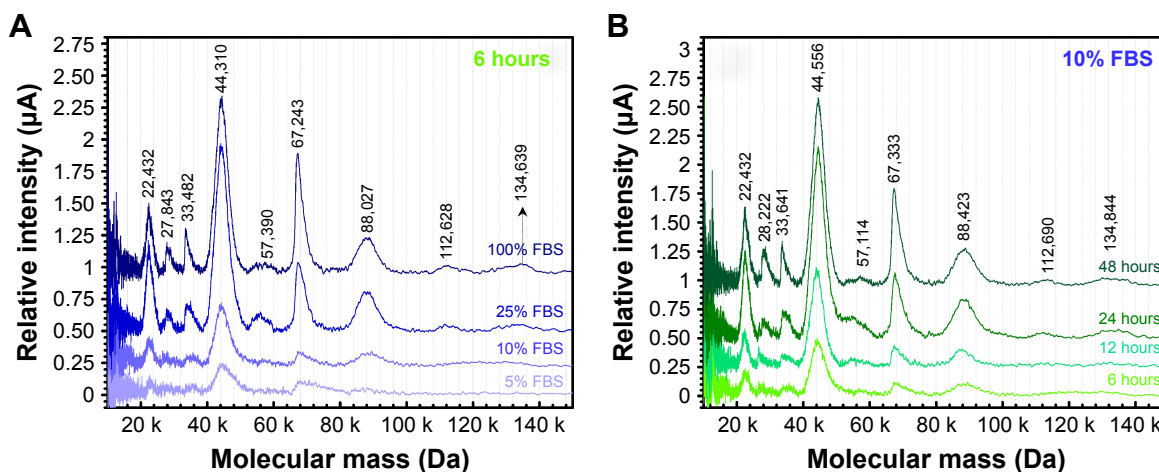 A
6 hours
Relative intensity (µA)
2.75
2.50
2.25
2
1.75
1.50
1.25
1
0.75
0.50
0.25
0
22,432
27,843
33,482
44,310
57,390
67,243
88,027
112,628
134,639
100% FBS
25% FBS
10% FBS
5% FBS
20 k 40 k 60 k 80 k 100 k 120 k 140 k
Molecular mass (Da)
B
10% FBS
Relative intensity (µA)
3
2.75
2.50
2.25
2
1.75
1.50
1.25
1
0.75
0.50
0.25
0
22,432
28,222
33,641
44,556
57,114
67,333
88,423
112,690
134,844
48 hours
24 hours
12 hours
6 hours
20 k 40 k 60 k 80 k 100 k 120 k 140 k
Molecular mass (Da)